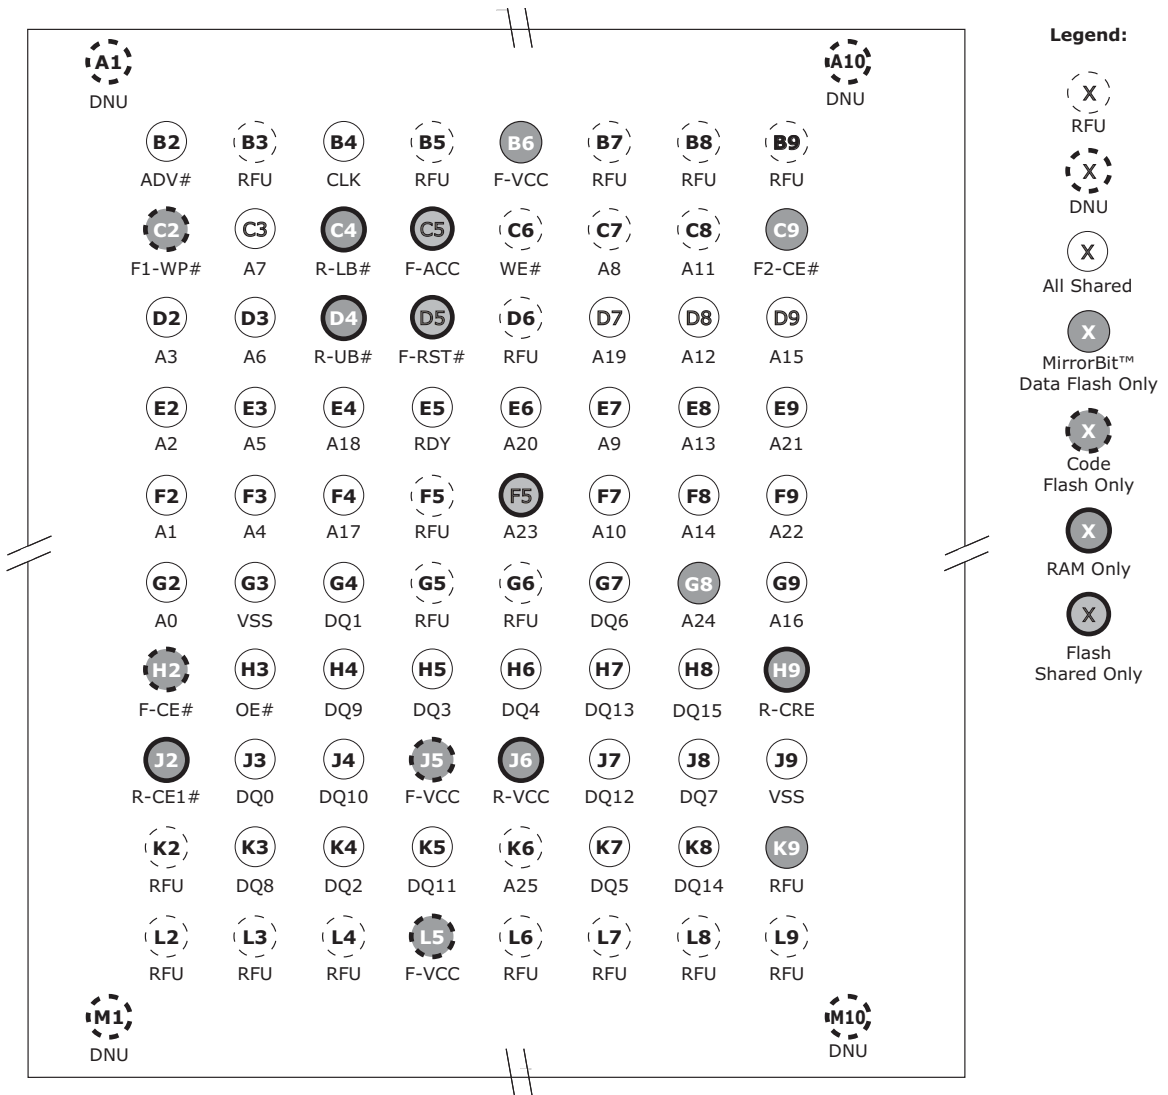 Legend:
A1 A10
DNU DNU
B2 B3 B4 B5 B6 B7 B8 B9
ADV# RFU CLK RFU F-VCC RFU RFU RFU
C2 C3 C4 C5 C6 C7 C8 C9
F1-WP# A7 R-LB# F-ACC WE# A8 A11 F2-CE#
D2 D3 D4 D5 D6 D7 D8 D9
A3 A6 R-UB# F-RST# RFU A19 A12 A15
E2 E3 E4 E5 E6 E7 E8 E9
A2 A5 A18 RDY A20 A9 A13 A21
F2 F3 F4 F5 F5 F7 F8 F9
A1 A4 A17 RFU A23 A10 A14 A22
G2 G3 G4 G5 G6 G7 G8 G9
A0 VSS DQ1 RFU RFU DQ6 A24 A16
H2 H3 H4 H5 H6 H7 H8 H9
F-CE# OE# DQ9 DQ3 DQ4 DQ13 DQ15 R-CRE
J2 J3 J4 J5 J6 J7 J8 J9
R-CE1# DQ0 DQ10 F-VCC R-VCC DQ12 DQ7 VSS
K2 K3 K4 K5 K6 K7 K8 K9
RFU DQ8 DQ2 DQ11 A25 DQ5 DQ14 RFU
L2 L3 L4 L5 L6 L7 L8 L9
RFU RFU RFU F-VCC RFU RFU RFU RFU
M1 M10
DNU DNU
X
RFU
X
DNU
X
All Shared
X
MirrorBit™
Data Flash Only
X
Code
Flash Only
X
RAM Only
X
Flash
Shared Only